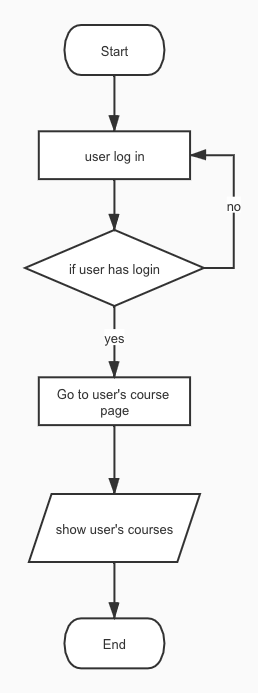 Start
user log in
no
if user has login
yes
Go to user's course
page
show user's courses
End